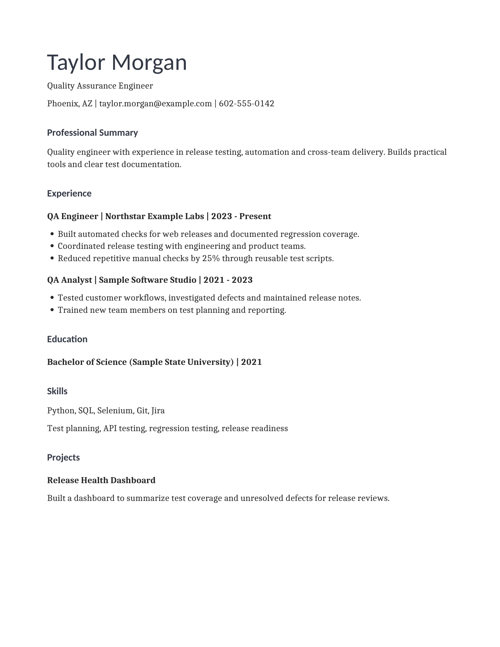 Taylor Morgan
Quality Assurance Engineer
Phoenix, AZ | taylor.morgan@example.com | 602-555-0142
Professional Summary
Quality engineer with experience in release testing, automation and cross-team delivery. Builds practical
tools and clear test documentation.
Experience
QA Engineer | Northstar Example Labs | 2023 - Present
• Built automated checks for web releases and documented regression coverage.
• Coordinated release testing with engineering and product teams.
• Reduced repetitive manual checks by 25% through reusable test scripts.
QA Analyst | Sample Software Studio | 2021 - 2023
• Tested customer workflows, investigated defects and maintained release notes.
• Trained new team members on test planning and reporting.
Education
Bachelor of Science (Sample State University) | 2021
Skills
Python, SQL, Selenium, Git, Jira
Test planning, API testing, regression testing, release readiness
Projects
Release Health Dashboard
Built a dashboard to summarize test coverage and unresolved defects for release reviews.